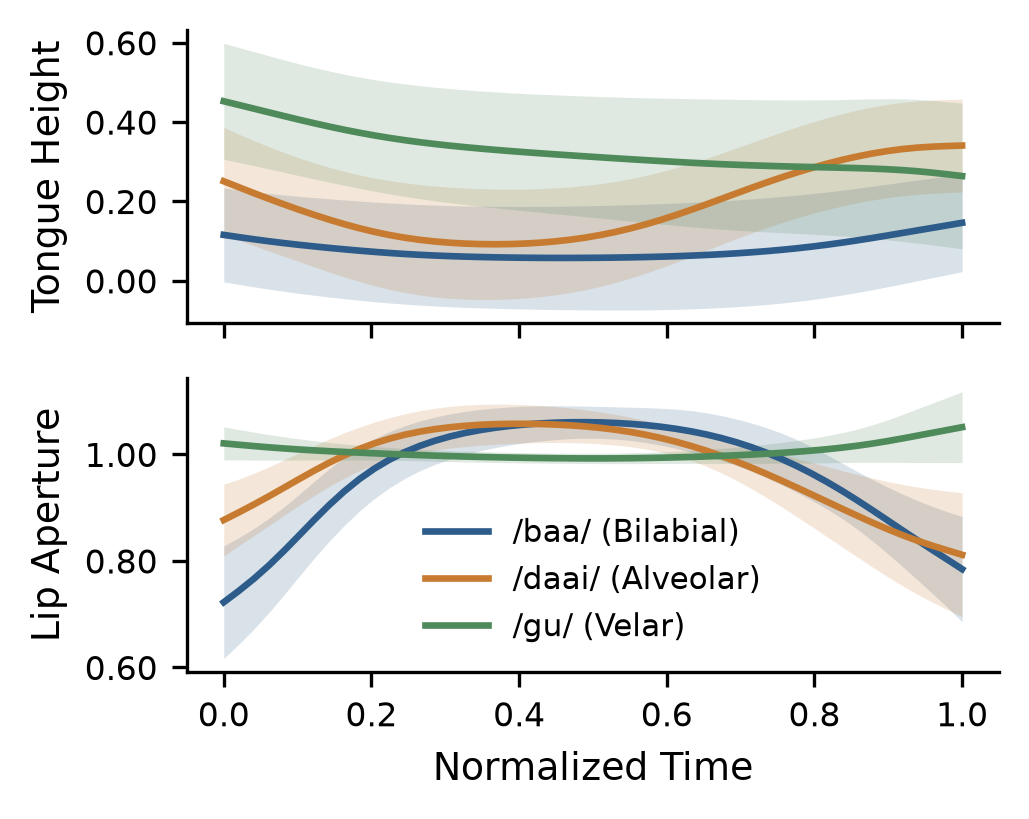 Tongue Height
0.60
0.40
0.20
0.00
Lip Aperture
1.00
0.80
0.60
/baa/ (Bilabial)
/daai/ (Alveolar)
/gu/ (Velar)
0.0 0.2 0.4 0.6 0.8 1.0
Normalized Time